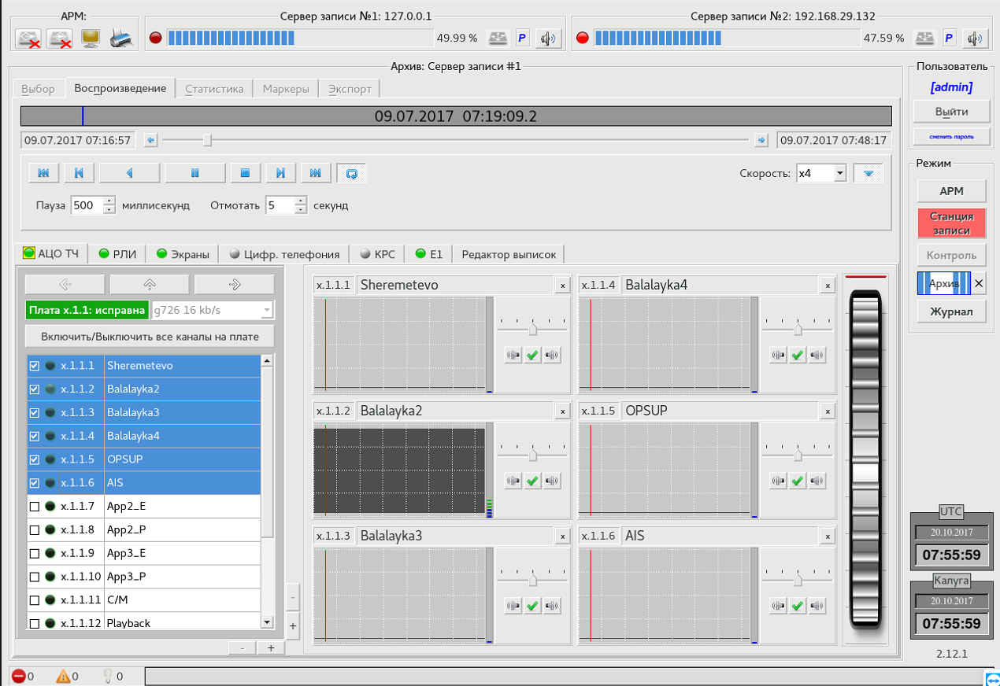 АРМ:
Сервер записи №1: 127.0.0.1
Сервер записи №2: 192.168.29.132
49.99 %
P
47.59 %
P
Архив: Сервер записи #1
Выбор
Воспроизведение
Статистика
Маркеры
Экспорт
09.07.2017 07:19:09.2
09.07.2017 07:16:57
09.07.2017 07:48:17
Скорость:
x4
Пауза
500
миллисекунд
Отмотать
5
секунд
АЦО ТЧ
РЛИ
Экраны
Цифр. телефония
КРС
E1
Редактор выписок
Плата x.1.1: исправна
g726 16 kb/s
Включить/Выключить все каналы на плате
x.1.1.1 Sheremetevo
x.1.1.2 Balalayka2
x.1.1.3 Balalayka3
x.1.1.4 Balalayka4
x.1.1.5 OPSUP
x.1.1.6 AIS
x.1.1.7 App2_E
x.1.1.8 App2_P
x.1.1.9 App3_E
x.1.1.10 App3_P
x.1.1.11 C/M
x.1.1.12 Playback
-
+
-
+
x.1.1.1 Sheremetevo x
x.1.1.4 Balalayka4 x
x.1.1.2 Balalayka2 x
x.1.1.5 OPSUP x
x.1.1.3 Balalayka3 x
x.1.1.6 AIS x
Пользователь
[admin]
Выйти
сменить пароль
Режим
АРМ
Станция
записи
Контроль
Архив
Журнал
UTC
20.10.2017
07:55:59
Калуга
20.10.2017
07:55:59
2.12.1
0
0
0